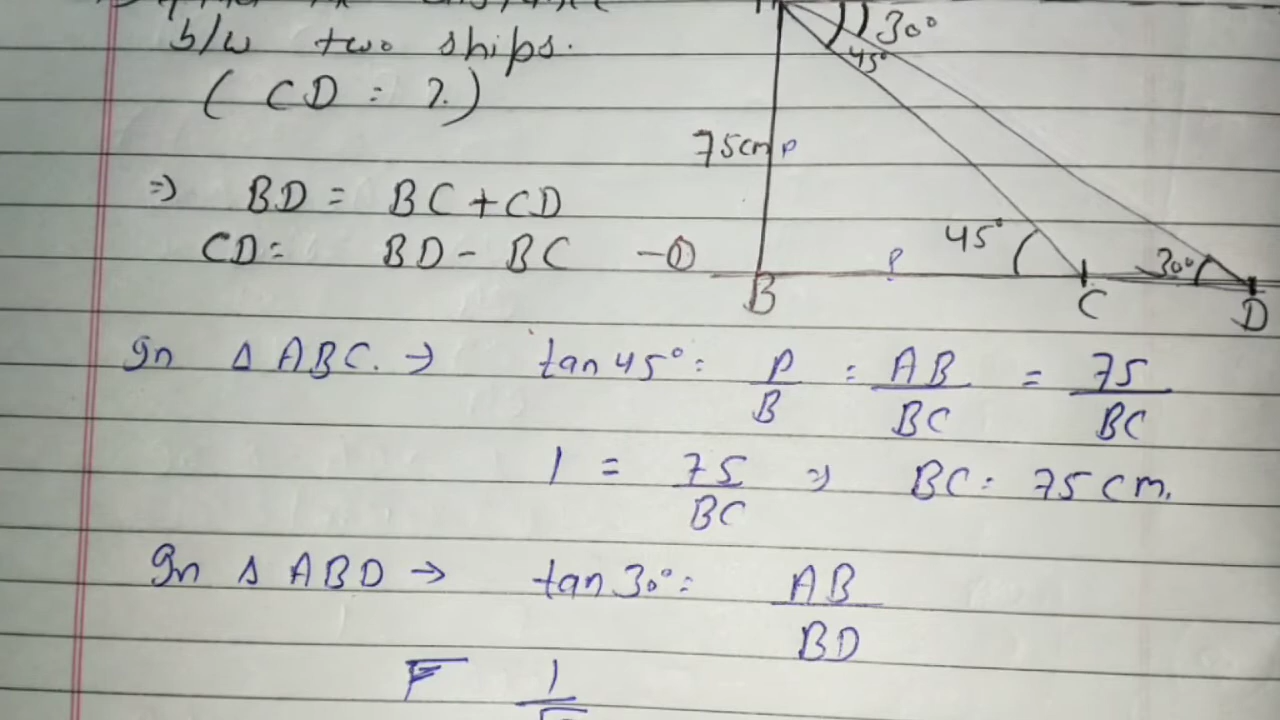 b/w two ships.
( CD = ?.)
30°
45°
75cm P
⇒ BD = BC + CD
CD = BD - BC -①
45°
30°
B
P
C
D
In Δ ABC. → tan 45° = P/B = AB/BC = 75/BC
1 = 75/BC ⇒ BC = 75 cm.
In Δ ABD → tan 30° = AB/BD
1